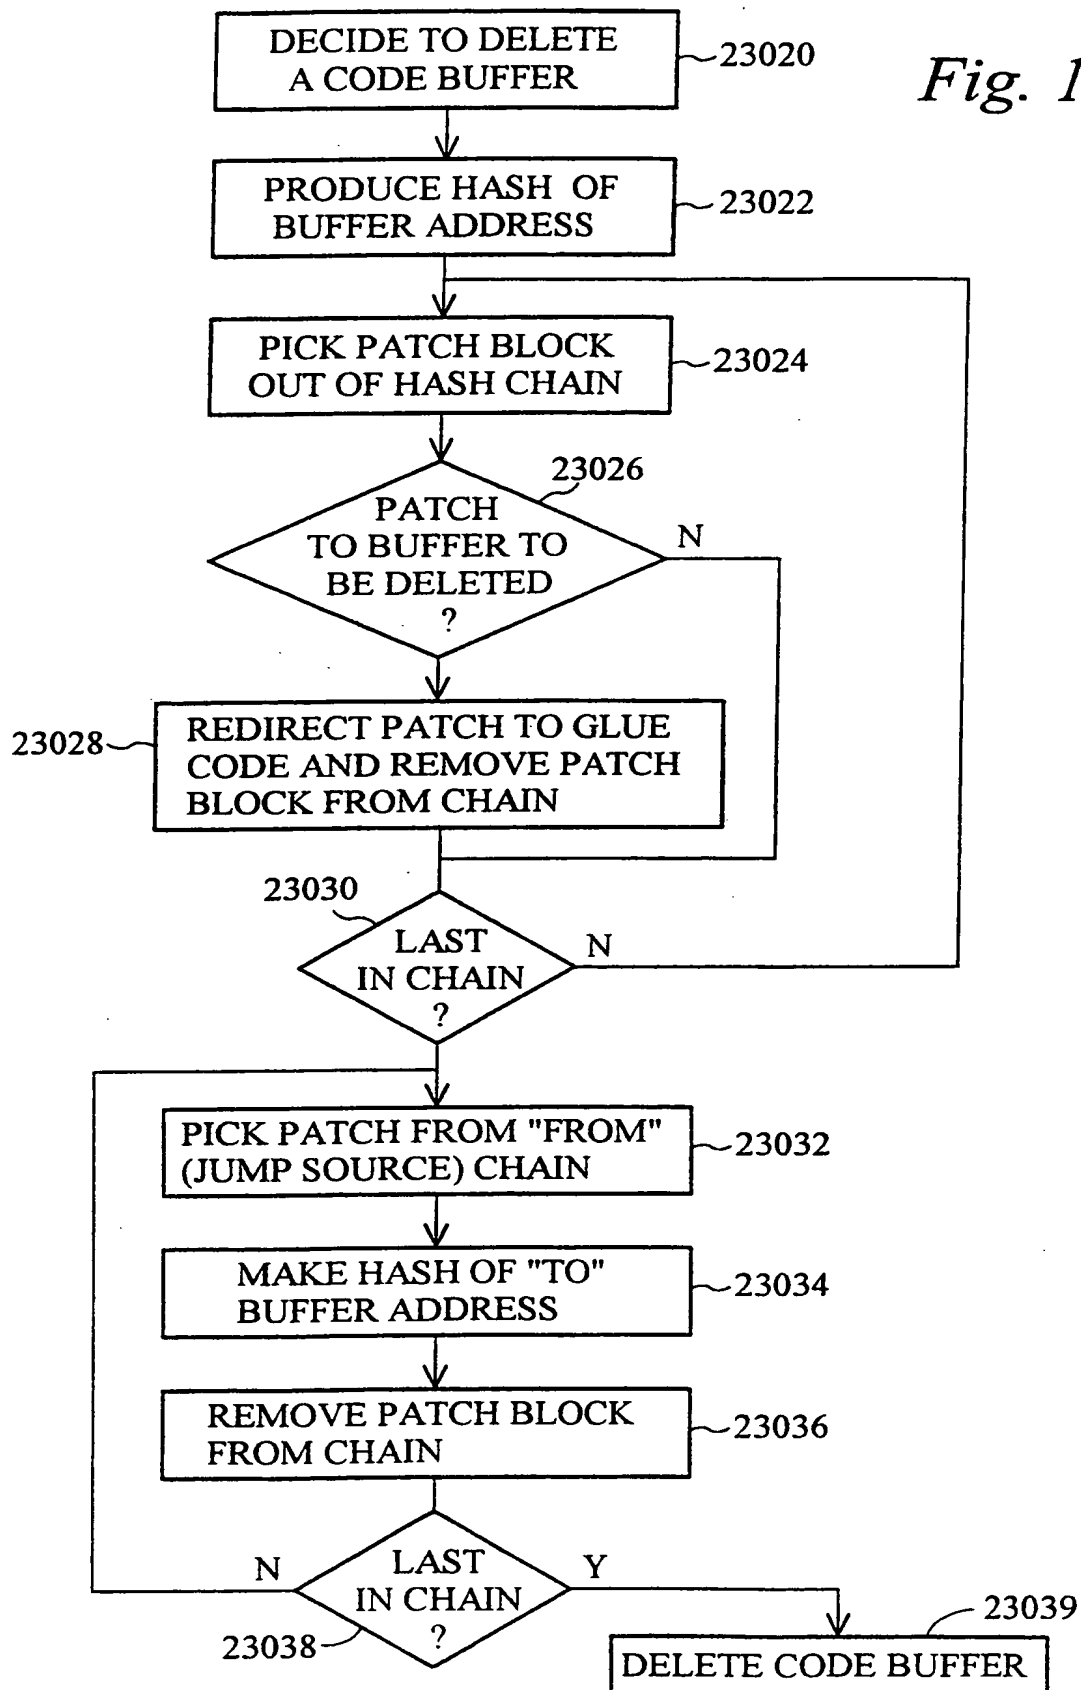 DECIDE TO DELETE
A CODE BUFFER
23020
Fig. 1
PRODUCE HASH OF
BUFFER ADDRESS
23022
PICK PATCH BLOCK
OUT OF HASH CHAIN
23024
23026
PATCH
TO BUFFER TO
BE DELETED
?
N
23028
REDIRECT PATCH TO GLUE
CODE AND REMOVE PATCH
BLOCK FROM CHAIN
23030
LAST
IN CHAIN
?
N
PICK PATCH FROM "FROM"
(JUMP SOURCE) CHAIN
23032
MAKE HASH OF "TO"
BUFFER ADDRESS
23034
REMOVE PATCH BLOCK
FROM CHAIN
23036
N
LAST
IN CHAIN
?
Y
23038
23039
DELETE CODE BUFFER